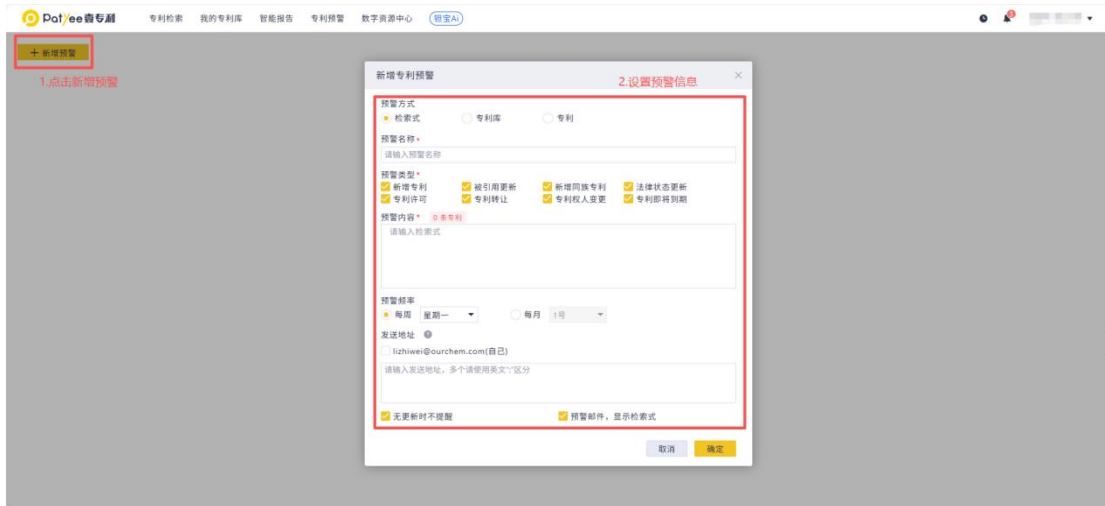 Patyee壹专利 专利检索 我的专利库 智能报告 专利预警 数字资源中心 银宝Ai
3
+ 新增预警
1.点击新增预警
新增专利预警 2.设置预警信息 ×
预警方式
检索式 专利库 专利
预警名称*
请输入预警名称
预警类型*
新增专利 被引用更新 新增同族专利 法律状态更新
专利许可 专利转让 专利权人变更 专利即将到期
预警内容* 0 条专利
请输入检索式
预警频率
每周 星期一 每月 1号
发送地址 ?
lizhiwei@ourchem.com(自己)
请输入发送地址，多个请使用英文";"区分
无更新时不提醒 预警邮件，显示检索式
取消 确定